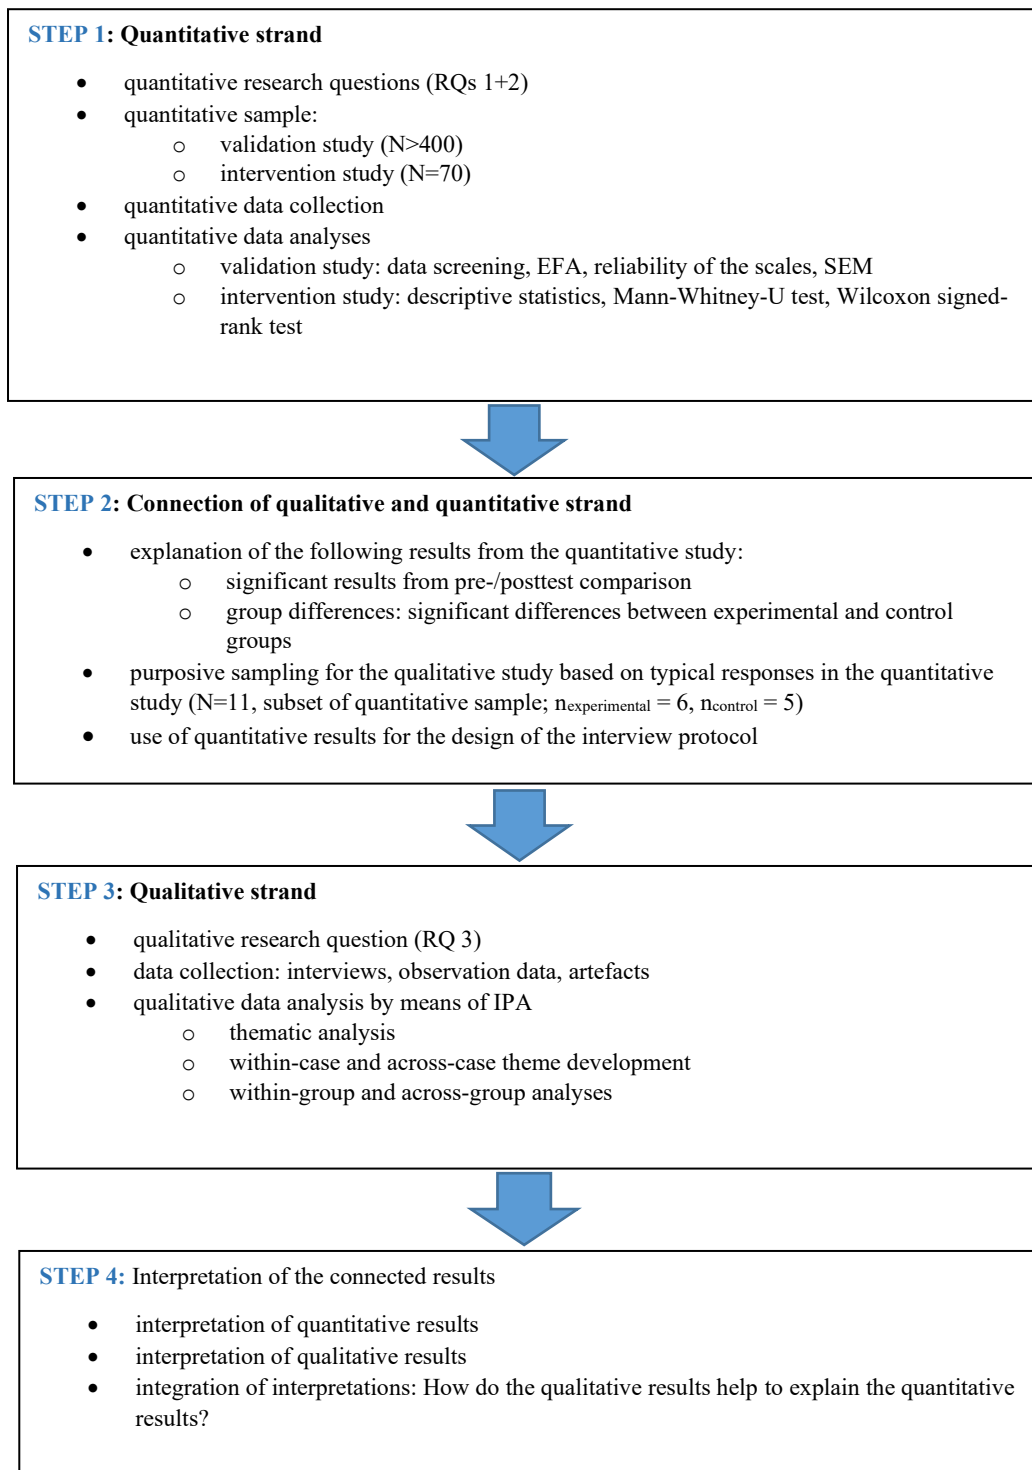 STEP 1: Quantitative strand
• quantitative research questions (RQs 1+2)
• quantitative sample:
o validation study (N>400)
o intervention study (N=70)
• quantitative data collection
• quantitative data analyses
o validation study: data screening, EFA, reliability of the scales, SEM
o intervention study: descriptive statistics, Mann-Whitney-U test, Wilcoxon signed-
rank test
STEP 2: Connection of qualitative and quantitative strand
• explanation of the following results from the quantitative study:
o significant results from pre-/posttest comparison
o group differences: significant differences between experimental and control
groups
• purposive sampling for the qualitative study based on typical responses in the quantitative
study (N=11, subset of quantitative sample; nexperimental = 6, ncontrol = 5)
• use of quantitative results for the design of the interview protocol
STEP 3: Qualitative strand
• qualitative research question (RQ 3)
• data collection: interviews, observation data, artefacts
• qualitative data analysis by means of IPA
o thematic analysis
o within-case and across-case theme development
o within-group and across-group analyses
STEP 4: Interpretation of the connected results
• interpretation of quantitative results
• interpretation of qualitative results
• integration of interpretations: How do the qualitative results help to explain the quantitative
results?